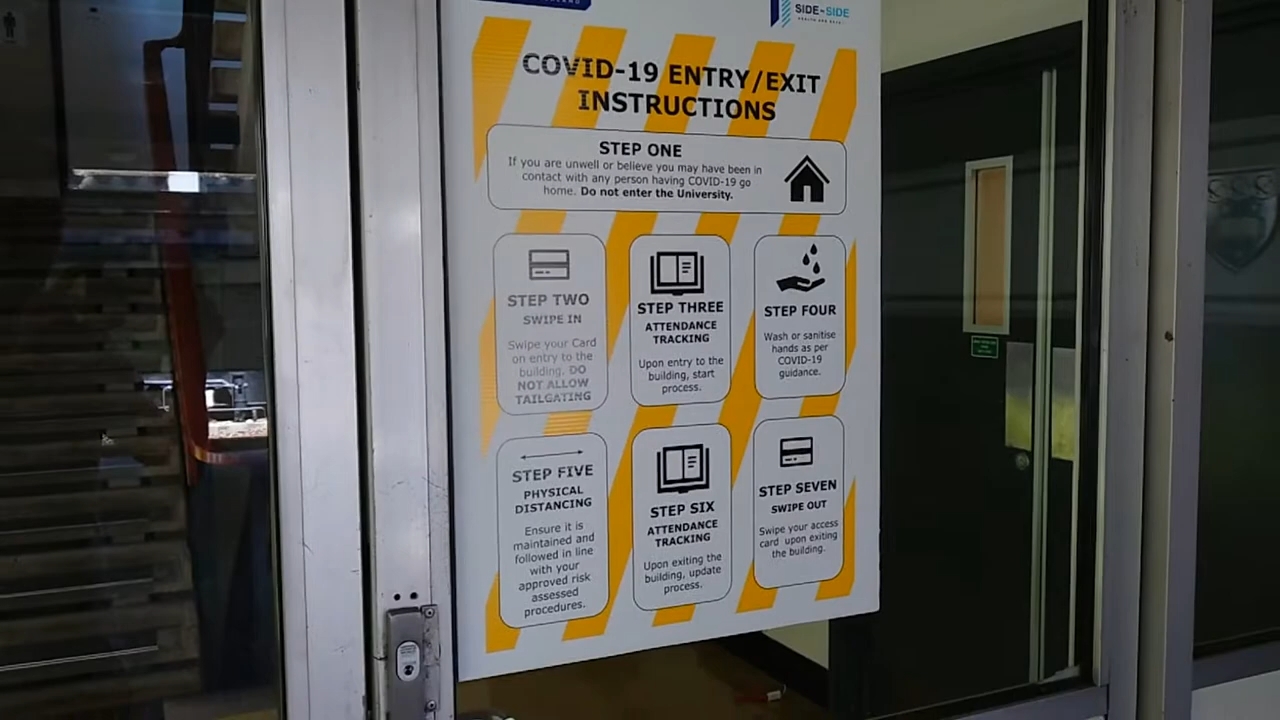 SIDE-SIDE
COVID-19 ENTRY/EXIT
INSTRUCTIONS
STEP ONE
If you are unwell or believe you may have been in
contact with any person having COVID-19 go
home. Do not enter the University.
STEP TWO
SWIPE IN
Swipe your Card
on entry to the
building. DO
NOT ALLOW
TAILGATING
STEP THREE
ATTENDANCE
TRACKING
Upon entry to the
building, start
process.
STEP FOUR
Wash or sanitise
hands as per
COVID-19
guidance.
STEP FIVE
PHYSICAL
DISTANCING
Ensure it is
maintained and
followed in line
with your
approved risk
assessed
procedures.
STEP SIX
ATTENDANCE
TRACKING
Upon exiting the
building, update
process.
STEP SEVEN
SWIPE OUT
Swipe your access
card upon exiting
the building.